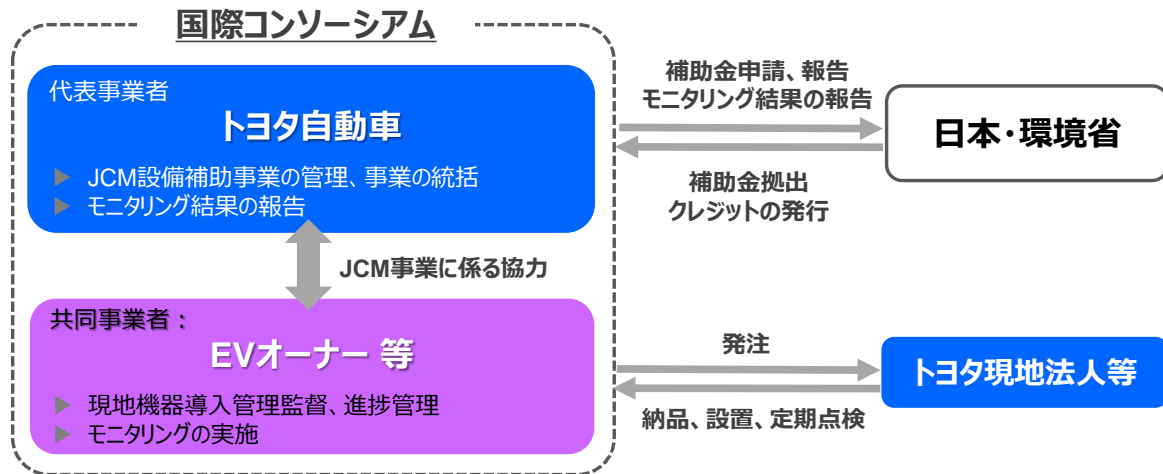 国際コンソーシアム
代表事業者
トヨタ自動車
▶ JCM設備補助事業の管理、事業の統括
▶ モニタリング結果の報告
JCM事業に係る協力
共同事業者：
EVオーナー 等
▶ 現地機器導入管理監督、進捗管理
▶ モニタリングの実施
補助金申請、報告
モニタリング結果の報告
補助金拠出
クレジットの発行
日本・環境省
発注
納品、設置、定期点検
トヨタ現地法人等